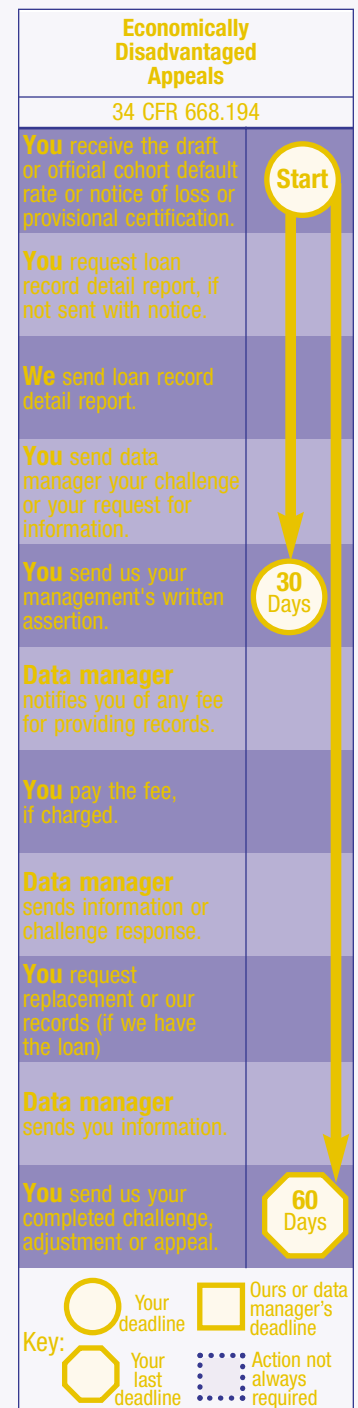 Economically
Disadvantaged
Appeals
34 CFR 668.194
You receive the draft
or official cohort default
rate or notice of loss or
provisional certification.
Start
You request loan
record detail report, if
not sent with notice.
We send loan record
detail report.
You send data
manager your challenge
or your request for
information.
You send us your
management's written
assertion.
30
Days
Data manager
notifies you of any fee
for providing records.
You pay the fee,
if charged.
Data manager
sends information or
challenge response.
You request
replacement or our
records (if we have
the loan)
Data manager
sends you information.
You send us your
completed challenge,
adjustment or appeal.
60
Days
Key:
Your
deadline
Ours or data
manager's
deadline
Your
last
deadline
Action not
always
required